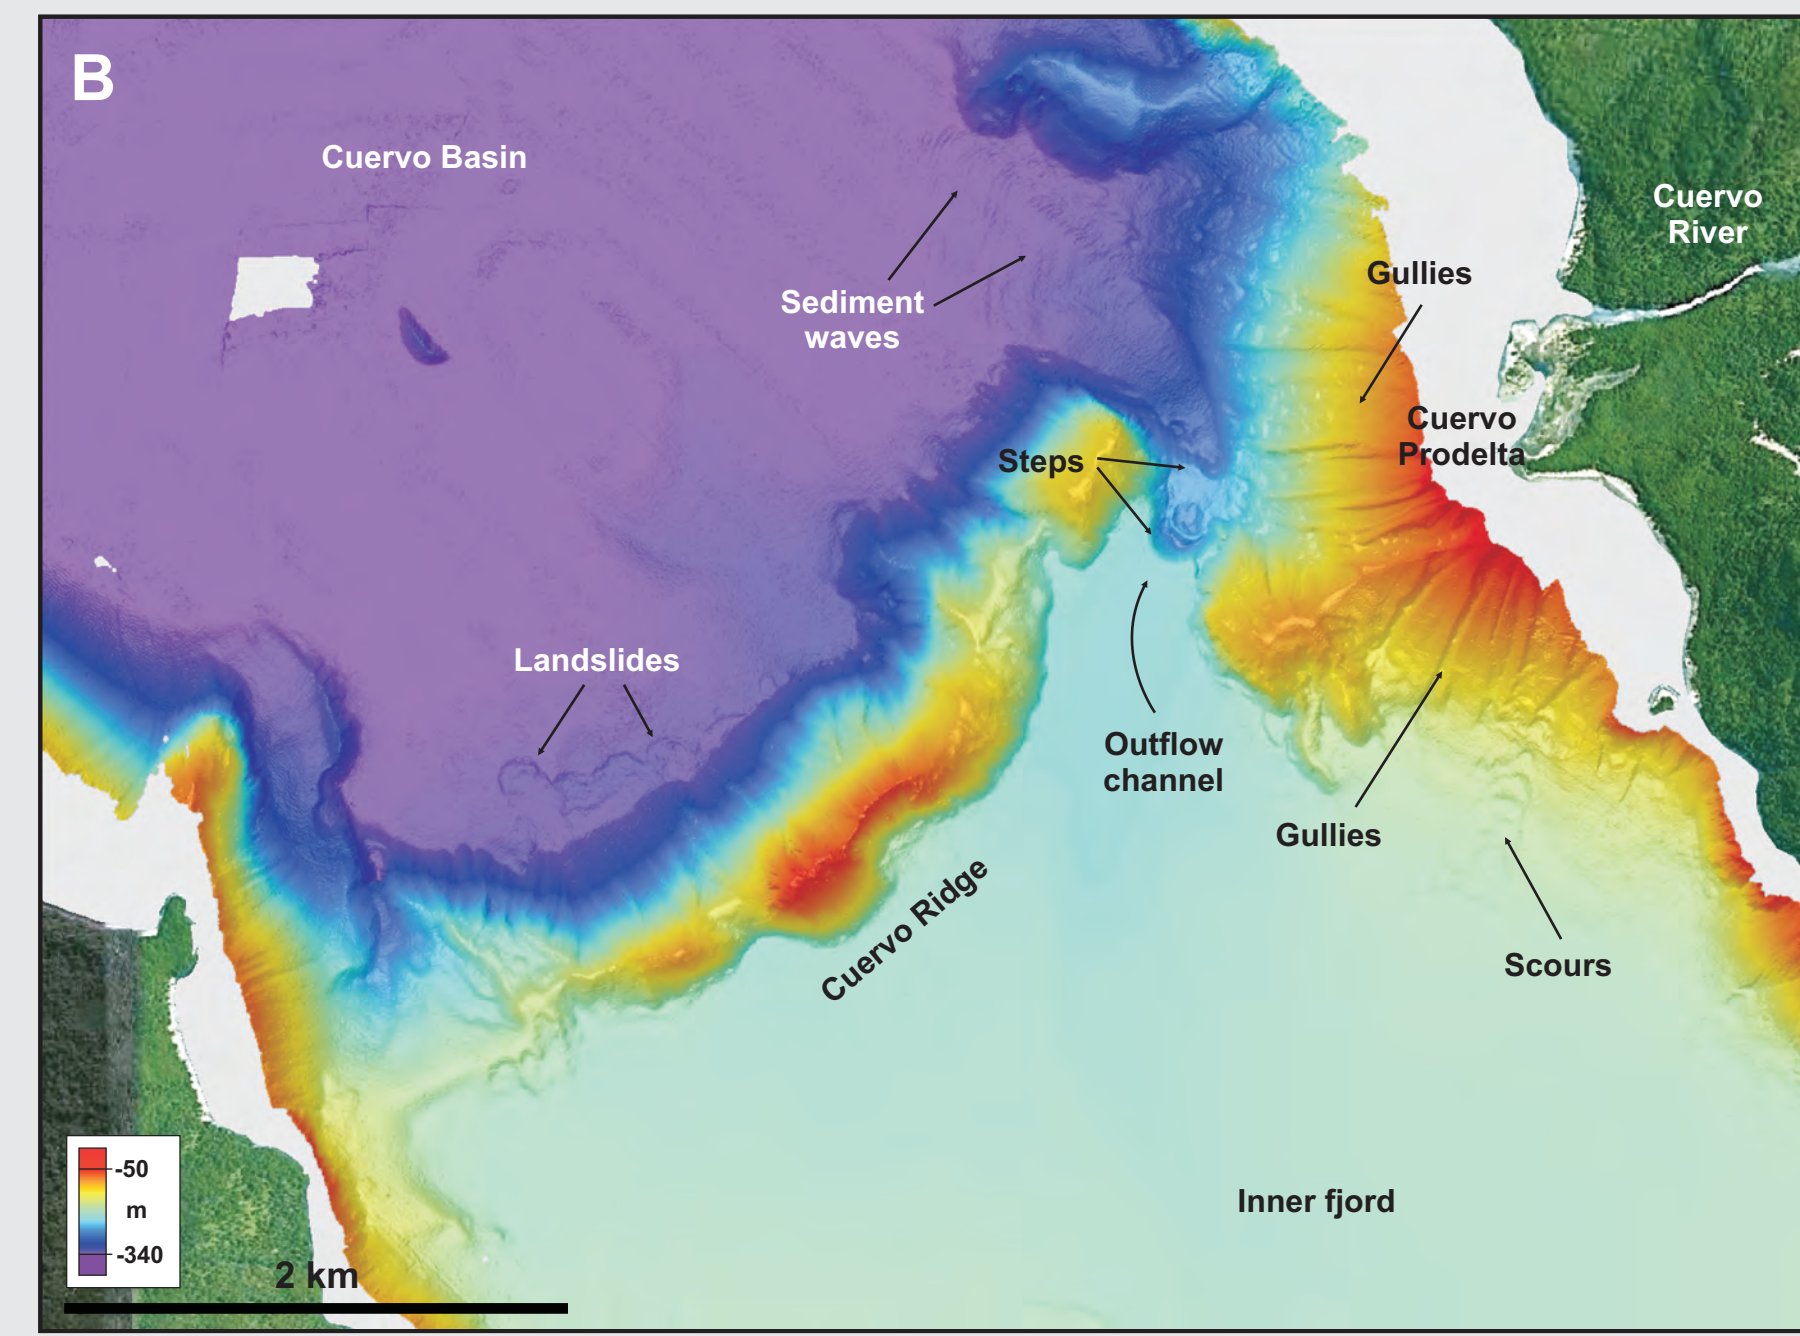 B
Cuervo Basin
Cuervo
River
Gullies
Sediment
waves
Cuervo
Prodelta
Steps
Landslides
Outflow
channel
Gullies
Cuervo Ridge
Scours
-50
m
-340
Inner fjord
2 km